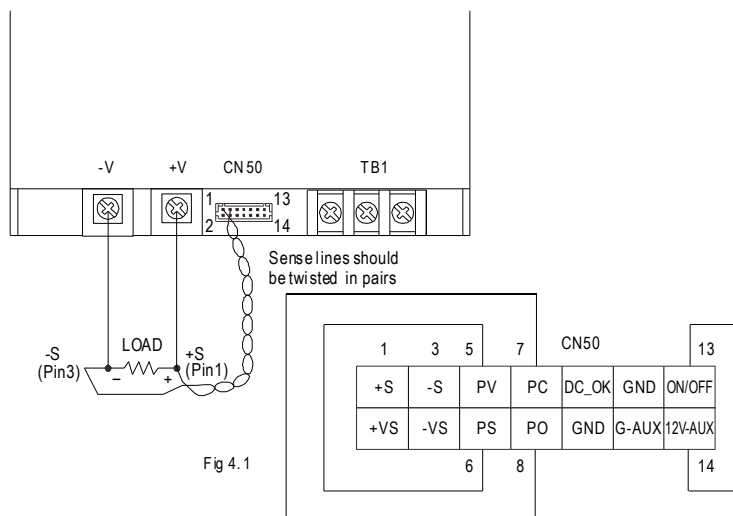 -V +V CN50 TB1
1 13
2 14
Sense lines should
be twisted in pairs
-S LOAD +S
(Pin3) (Pin1)
− +
Fig 4.1
1 3 5 7 CN50 13
+S -S PV PC DC_OK GND ON/OFF
+VS -VS PS PO GND G-AUX 12V-AUX
6 8 14